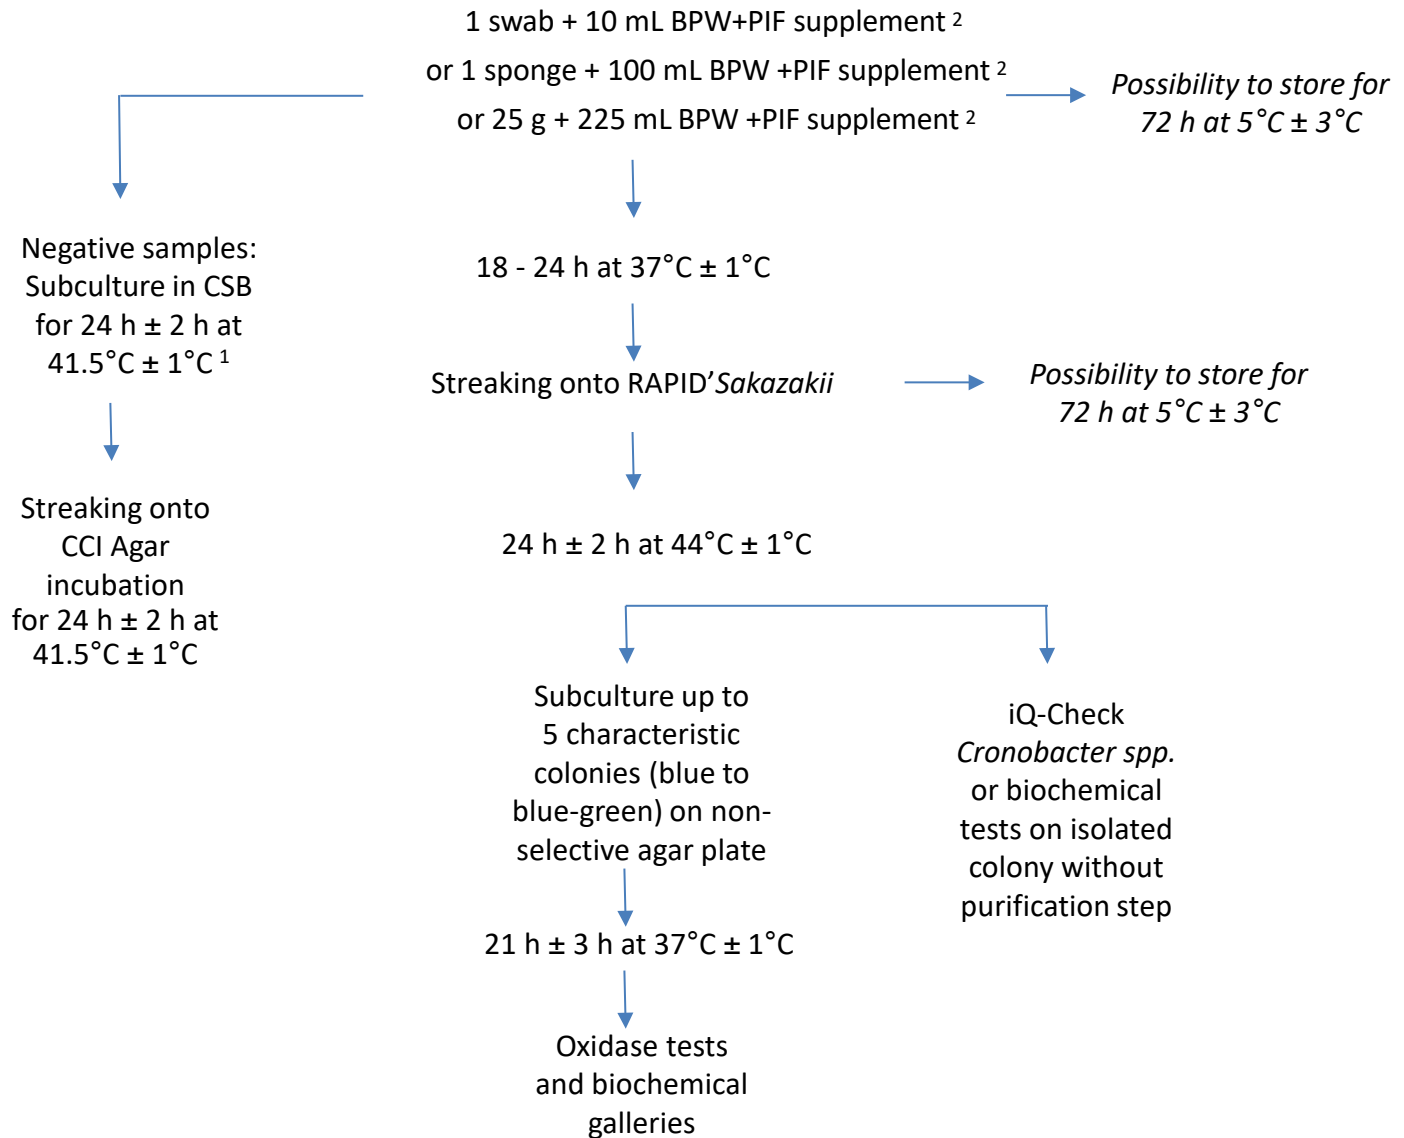 1 swab + 10 mL BPW+PIF supplement 2
or 1 sponge + 100 mL BPW +PIF supplement 2
or 25 g + 225 mL BPW +PIF supplement 2
Possibility to store for
72 h at 5°C ± 3°C
Negative samples:
Subculture in CSB
for 24 h ± 2 h at
41.5°C ± 1°C 1
18 - 24 h at 37°C ± 1°C
Streaking onto RAPID’Sakazakii
Possibility to store for
72 h at 5°C ± 3°C
Streaking onto
CCI Agar
incubation
for 24 h ± 2 h at
41.5°C ± 1°C
24 h ± 2 h at 44°C ± 1°C
Subculture up to
5 characteristic
colonies (blue to
blue-green) on non-
selective agar plate
iQ-Check
Cronobacter spp.
or biochemical
tests on isolated
colony without
purification step
21 h ± 3 h at 37°C ± 1°C
Oxidase tests
and biochemical
galleries